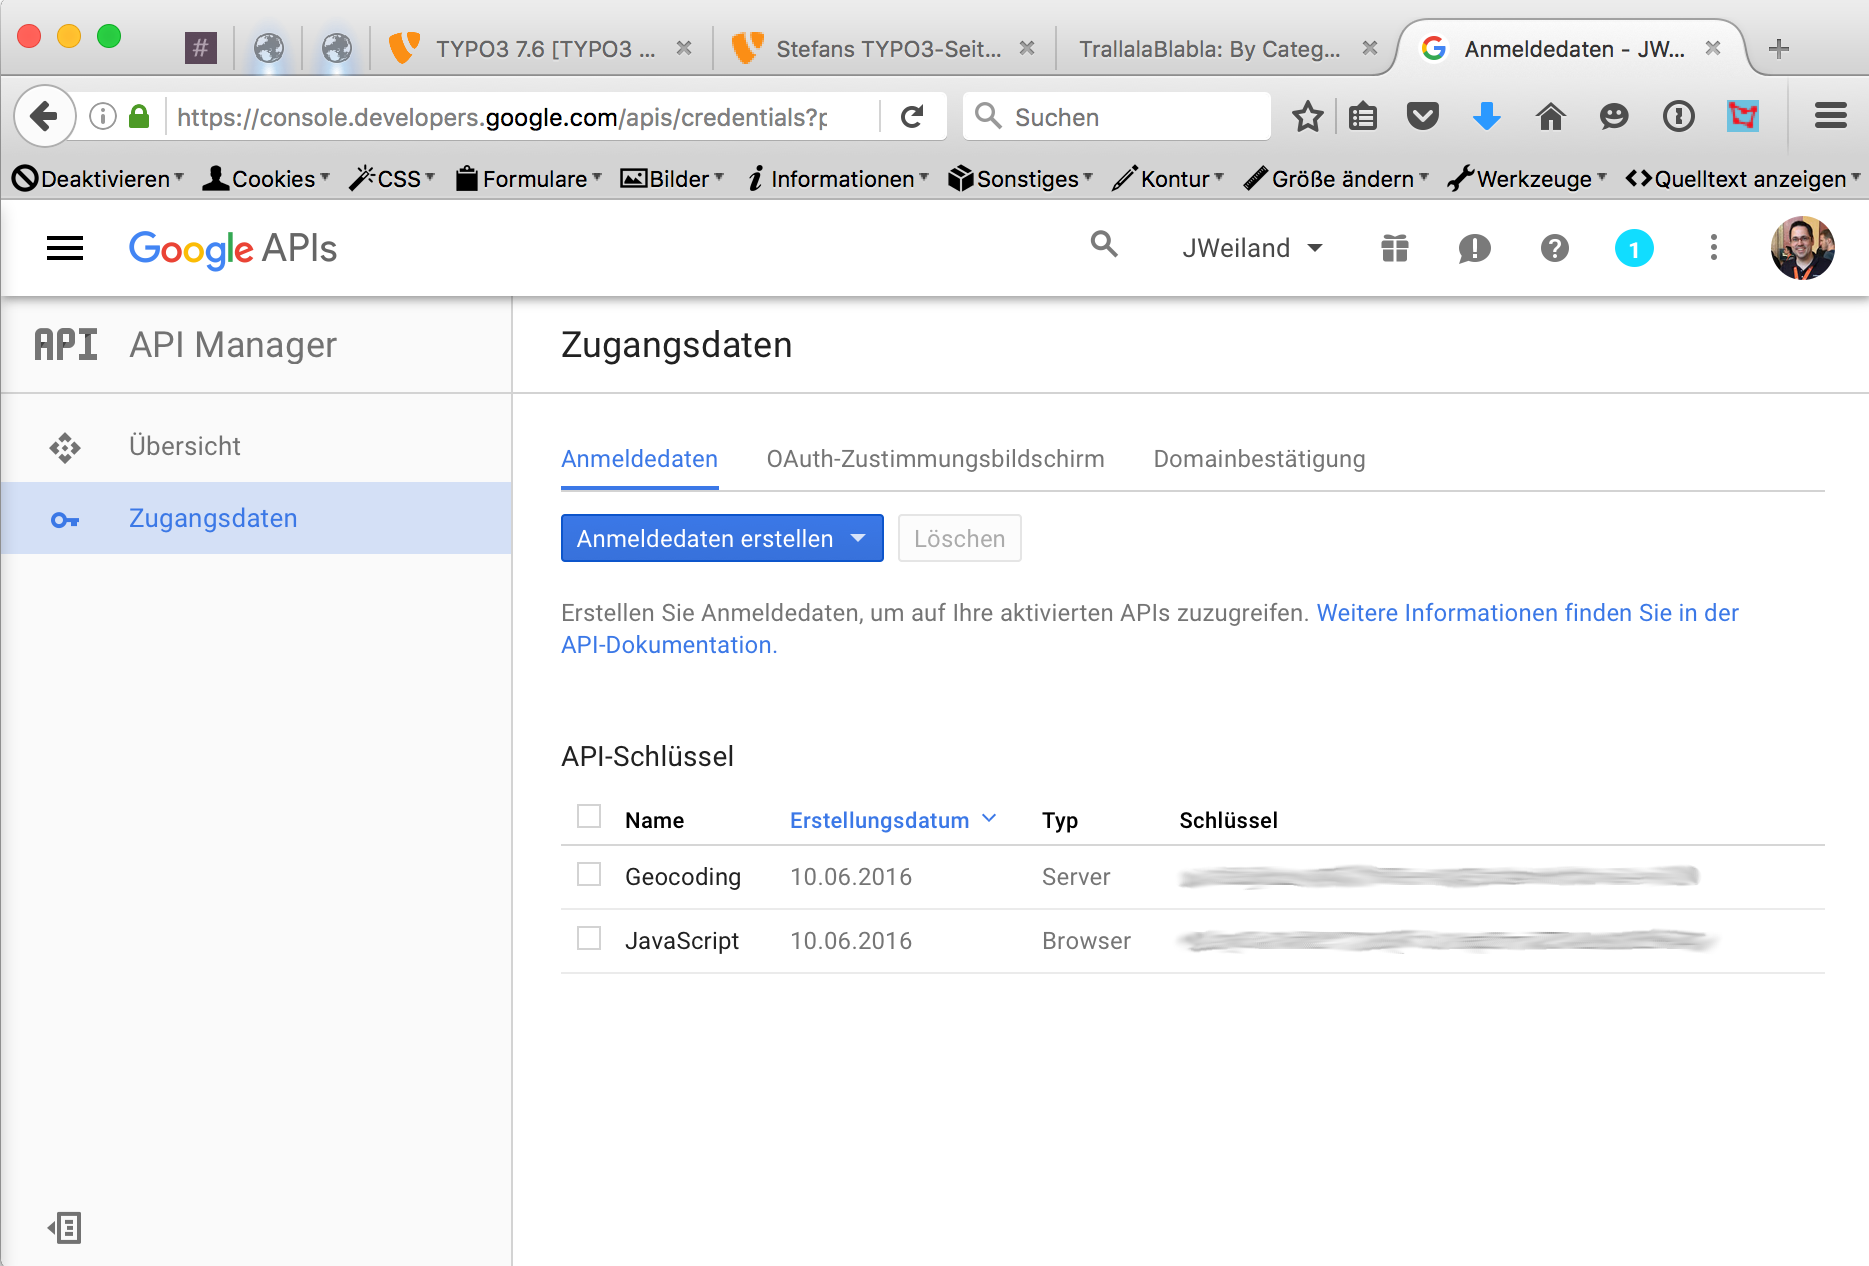 # TYPO3 7.6 [TYPO3 ... Stefans TYPO3-Seit... TrallalaBlabla: By Categ... Anmeldedaten - JW...
https://console.developers.google.com/apis/credentials?p Suchen
Deaktivieren Cookies CSS Formulare Bilder Informationen Sonstiges Kontur Größe ändern Werkzeuge Quelltext anzeigen
Google APIs JWeiland 1
API API Manager Zugangsdaten
Übersicht
Zugangsdaten
Anmeldedaten OAuth-Zustimmungsbildschirm Domainbestätigung
Anmeldedaten erstellen Löschen
Erstellen Sie Anmeldedaten, um auf Ihre aktivierten APIs zuzugreifen. Weitere Informationen finden Sie in der
API-Dokumentation.
API-Schlüssel
Name Erstellungsdatum Typ Schlüssel
Geocoding 10.06.2016 Server
JavaScript 10.06.2016 Browser